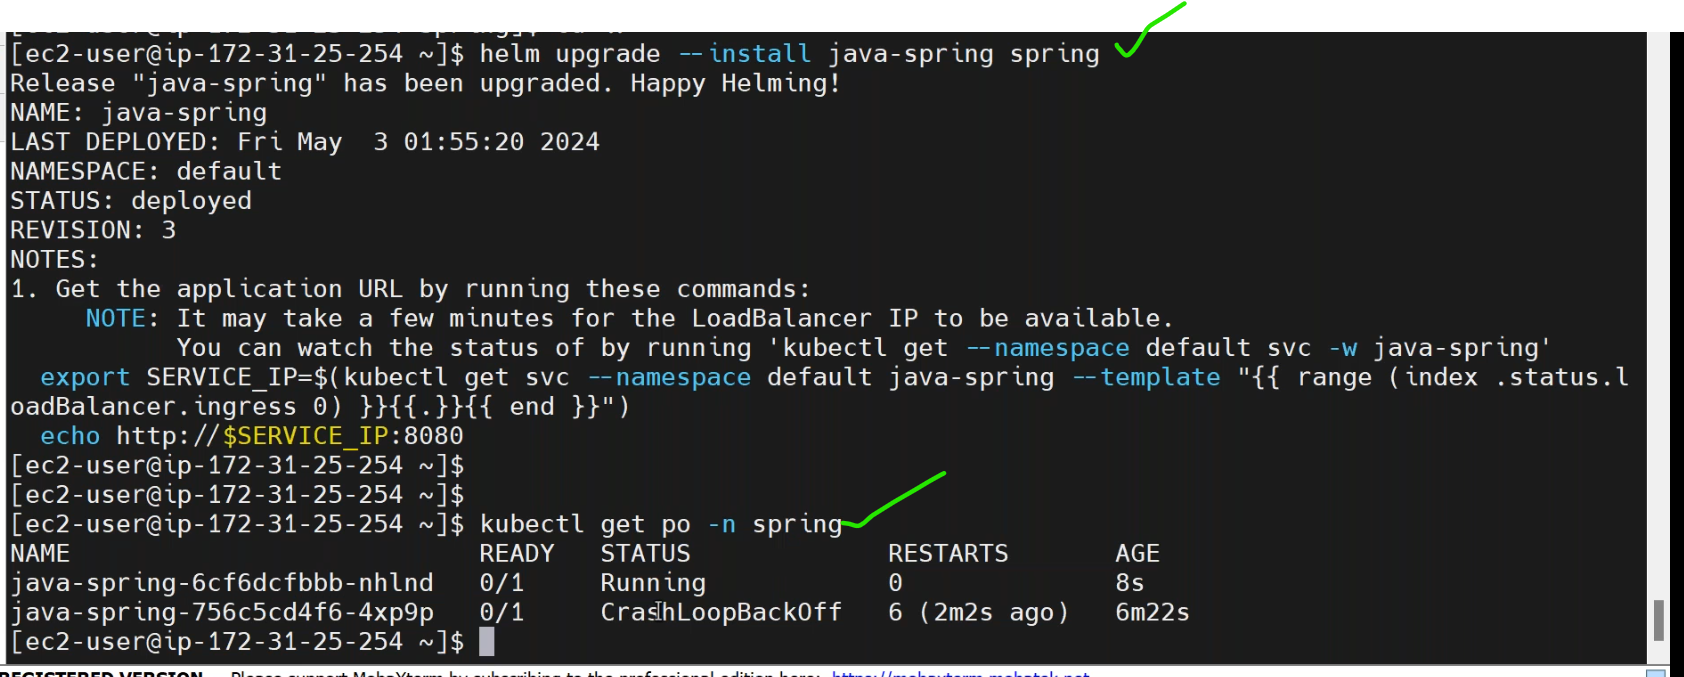 [ec2-user@ip-172-31-25-254 ~]$ helm upgrade --install java-spring spring
Release "java-spring" has been upgraded. Happy Helming!
NAME: java-spring
LAST DEPLOYED: Fri May  3 01:55:20 2024
NAMESPACE: default
STATUS: deployed
REVISION: 3
NOTES:
1. Get the application URL by running these commands:
     NOTE: It may take a few minutes for the LoadBalancer IP to be available.
           You can watch the status of by running 'kubectl get --namespace default svc -w java-spring'
  export SERVICE_IP=$(kubectl get svc --namespace default java-spring --template "{{ range (index .status.l
oadBalancer.ingress 0) }}{{.}}{{ end }}")
  echo http://$SERVICE_IP:8080
[ec2-user@ip-172-31-25-254 ~]$
[ec2-user@ip-172-31-25-254 ~]$
[ec2-user@ip-172-31-25-254 ~]$ kubectl get po -n spring
NAME                           READY   STATUS             RESTARTS       AGE
java-spring-6cf6dcfbbb-nhlnd   0/1     Running            0              8s
java-spring-756c5cd4f6-4xp9p   0/1     CrashLoopBackOff   6 (2m2s ago)   6m22s
[ec2-user@ip-172-31-25-254 ~]$
REGISTERED VERSION - Please support MobaXterm by subscribing to the professional edition here: https://mobaxterm.mobatek.net